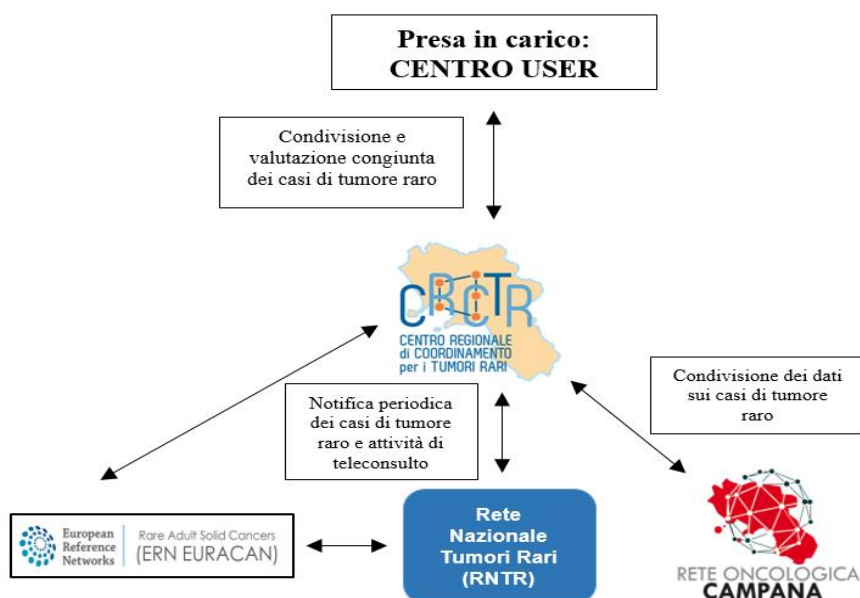 Presa in carico:
CENTRO USER
Condivisione e
valutazione congiunta
dei casi di tumore raro
CRCTR
CENTRO REGIONALE
di COORDINAMENTO
per i TUMORI RARI
Condivisione dei dati
sui casi di tumore
raro
Notifica periodica
dei casi di tumore
raro e attività di
teleconsulto
European
Reference
Networks
Rare Adult Solid Cancers
(ERN EURACAN)
Rete
Nazionale
Tumori Rari
(RNTR)
RETE ONCOLOGICA
CAMPANA